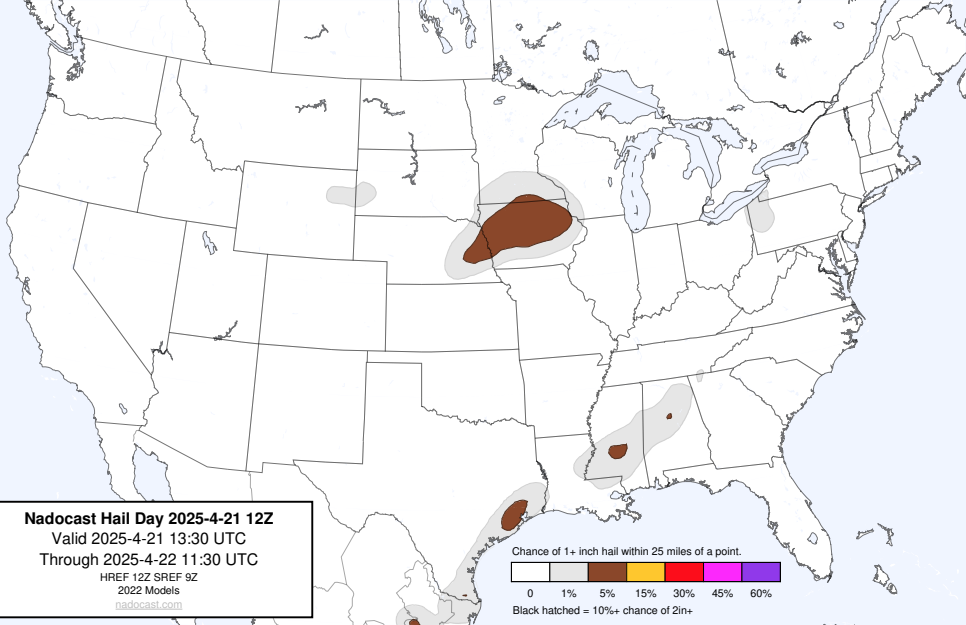 Nadocast Hail Day 2025-4-21 12Z
Valid 2025-4-21 13:30 UTC
Through 2025-4-22 11:30 UTC
HREF 12Z SREF 9Z
2022 Models
nadocast.com
Chance of 1+ inch hail within 25 miles of a point.
0 1% 5% 15% 30% 45% 60%
Black hatched = 10%+ chance of 2in+